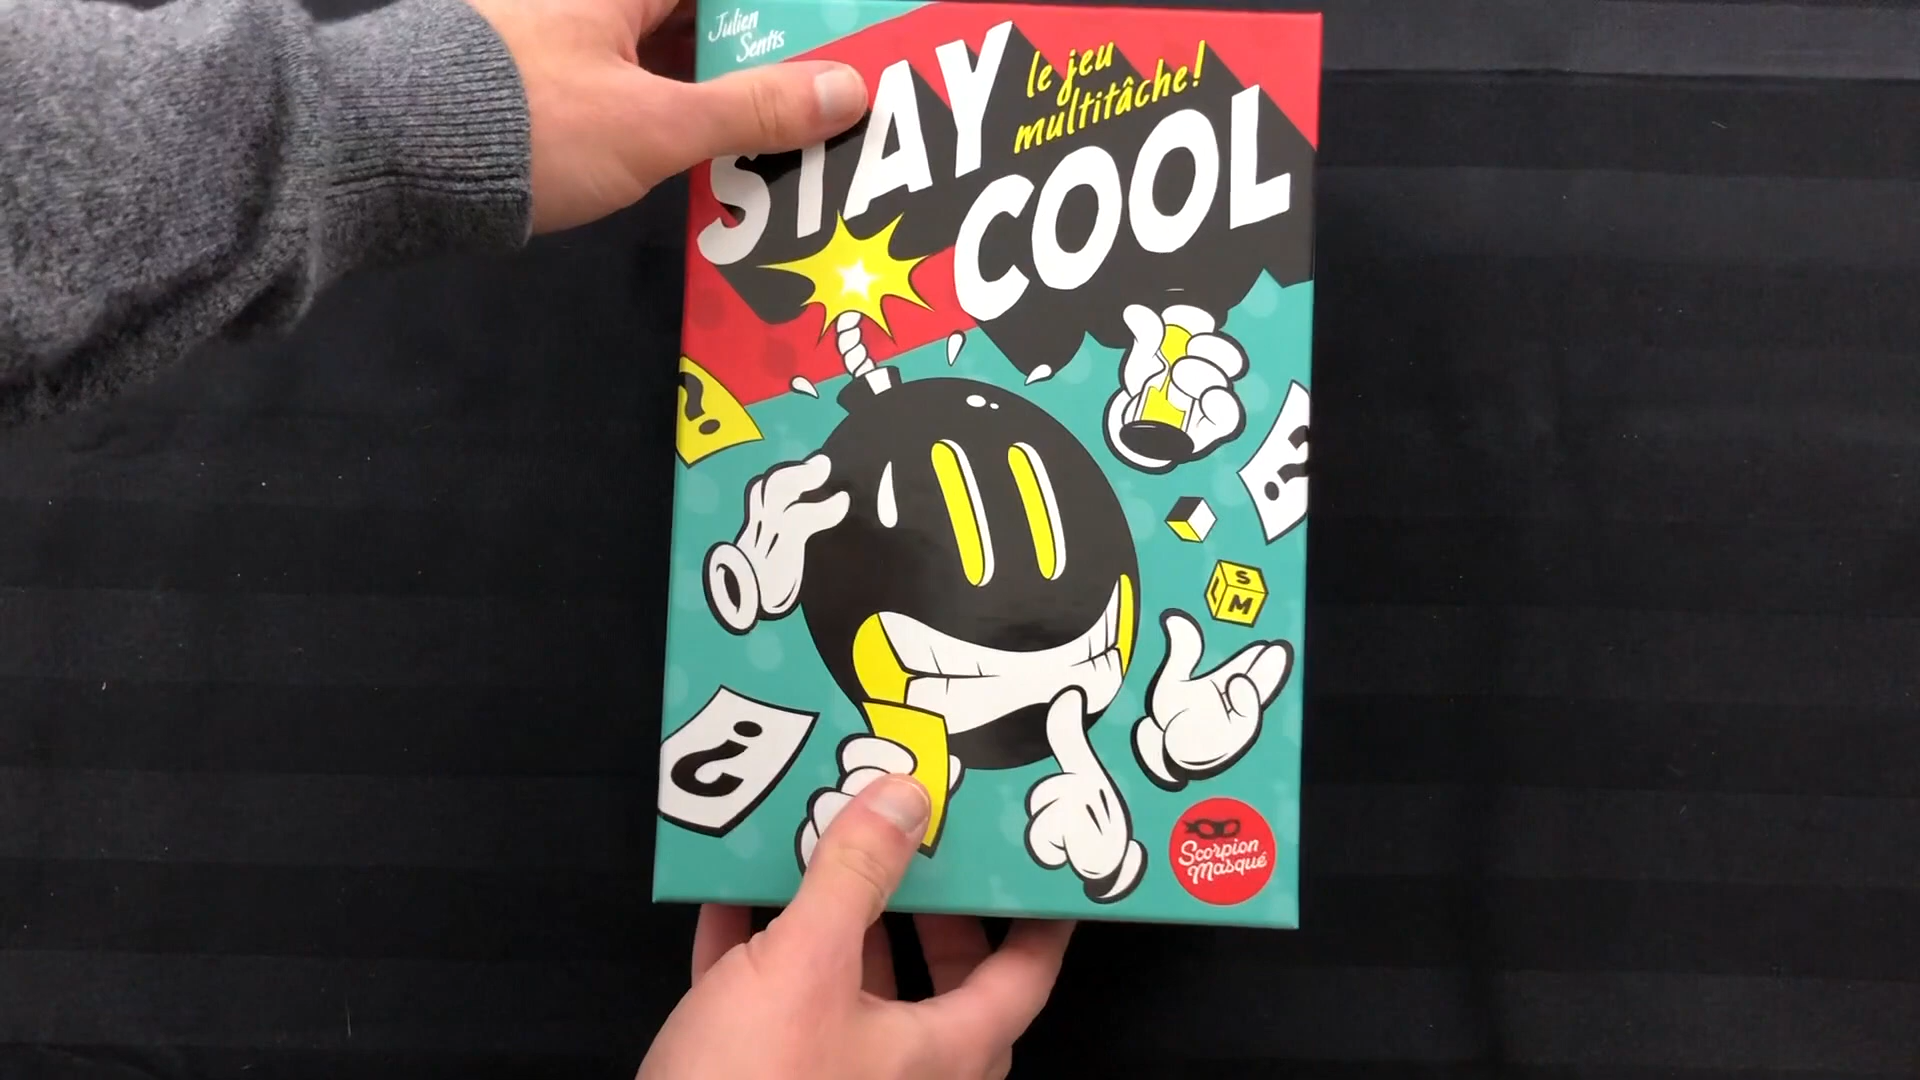 Julien
Sentis
STAY
le jeu
multitâche!
COOL
?
?
S
L M
¿
Scorpion
Masqué